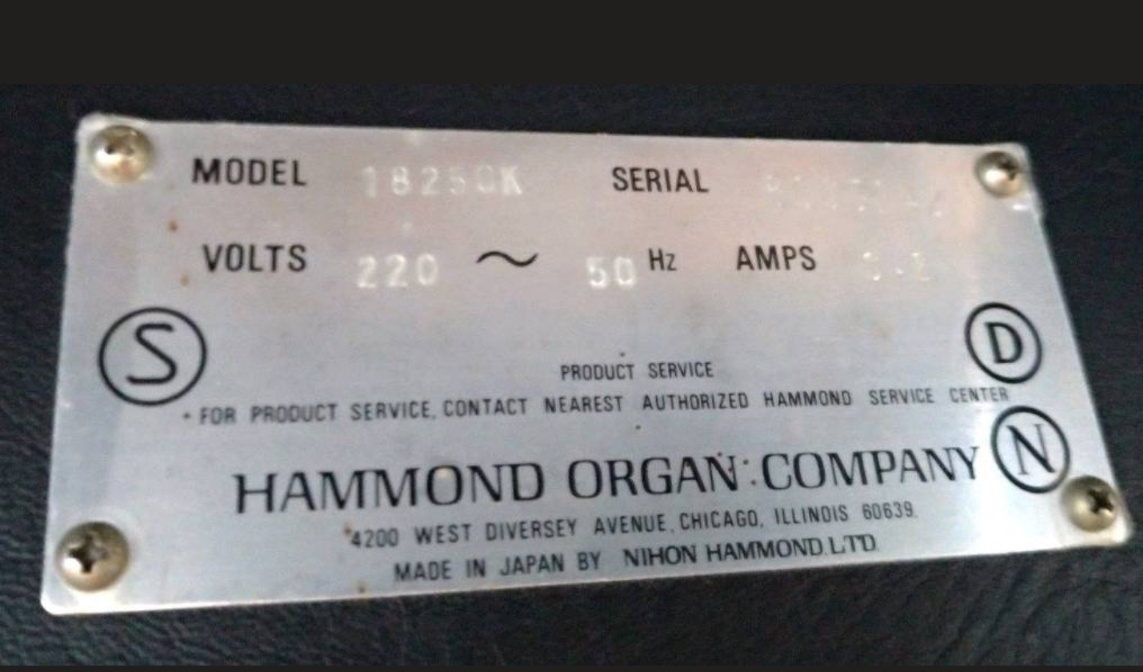 MODEL 18250K SERIAL
VOLTS 220 ~ 50 Hz AMPS
S
D
PRODUCT SERVICE
FOR PRODUCT SERVICE, CONTACT NEAREST AUTHORIZED HAMMOND SERVICE CENTER
N
HAMMOND ORGAN COMPANY
4200 WEST DIVERSEY AVENUE, CHICAGO, ILLINOIS 60639
MADE IN JAPAN BY NIHON HAMMOND LTD.